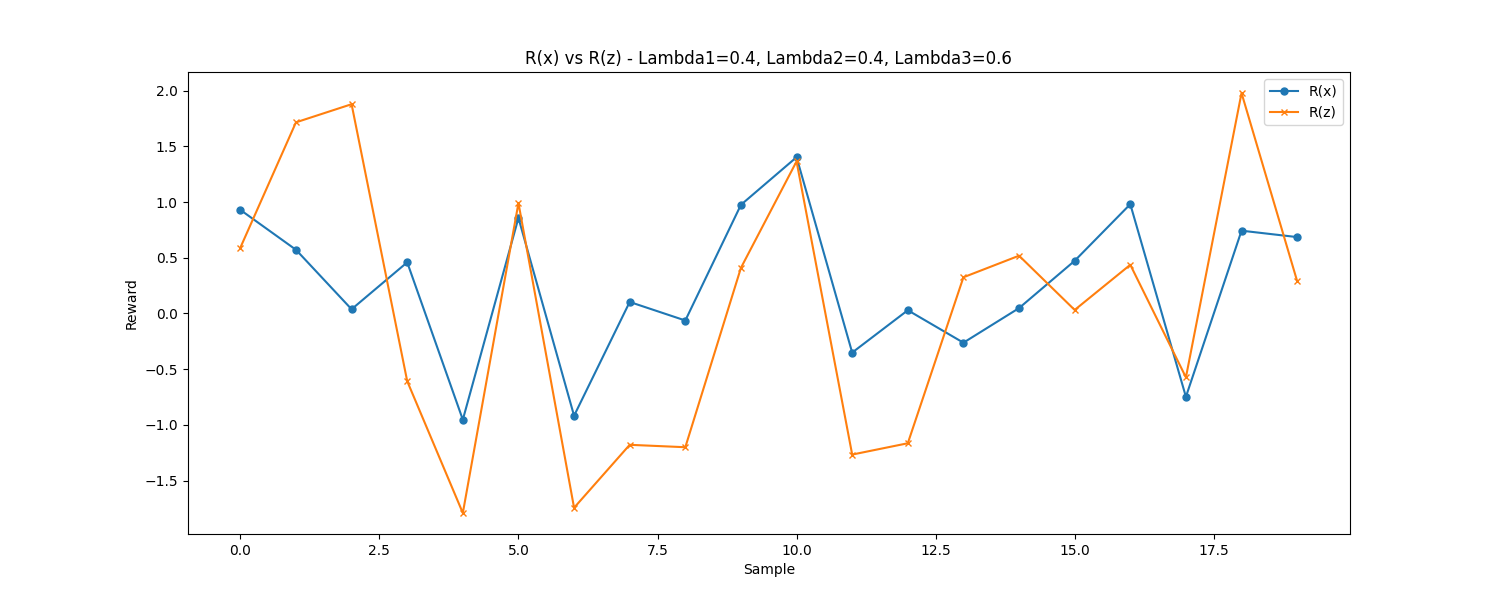 R(x) vs R(z) - Lambda1=0.4, Lambda2=0.4, Lambda3=0.6
R(x)
R(z)
Reward
2.0
1.5
1.0
0.5
0.0
−0.5
−1.0
−1.5
0.0 2.5 5.0 7.5 10.0 12.5 15.0 17.5
Sample